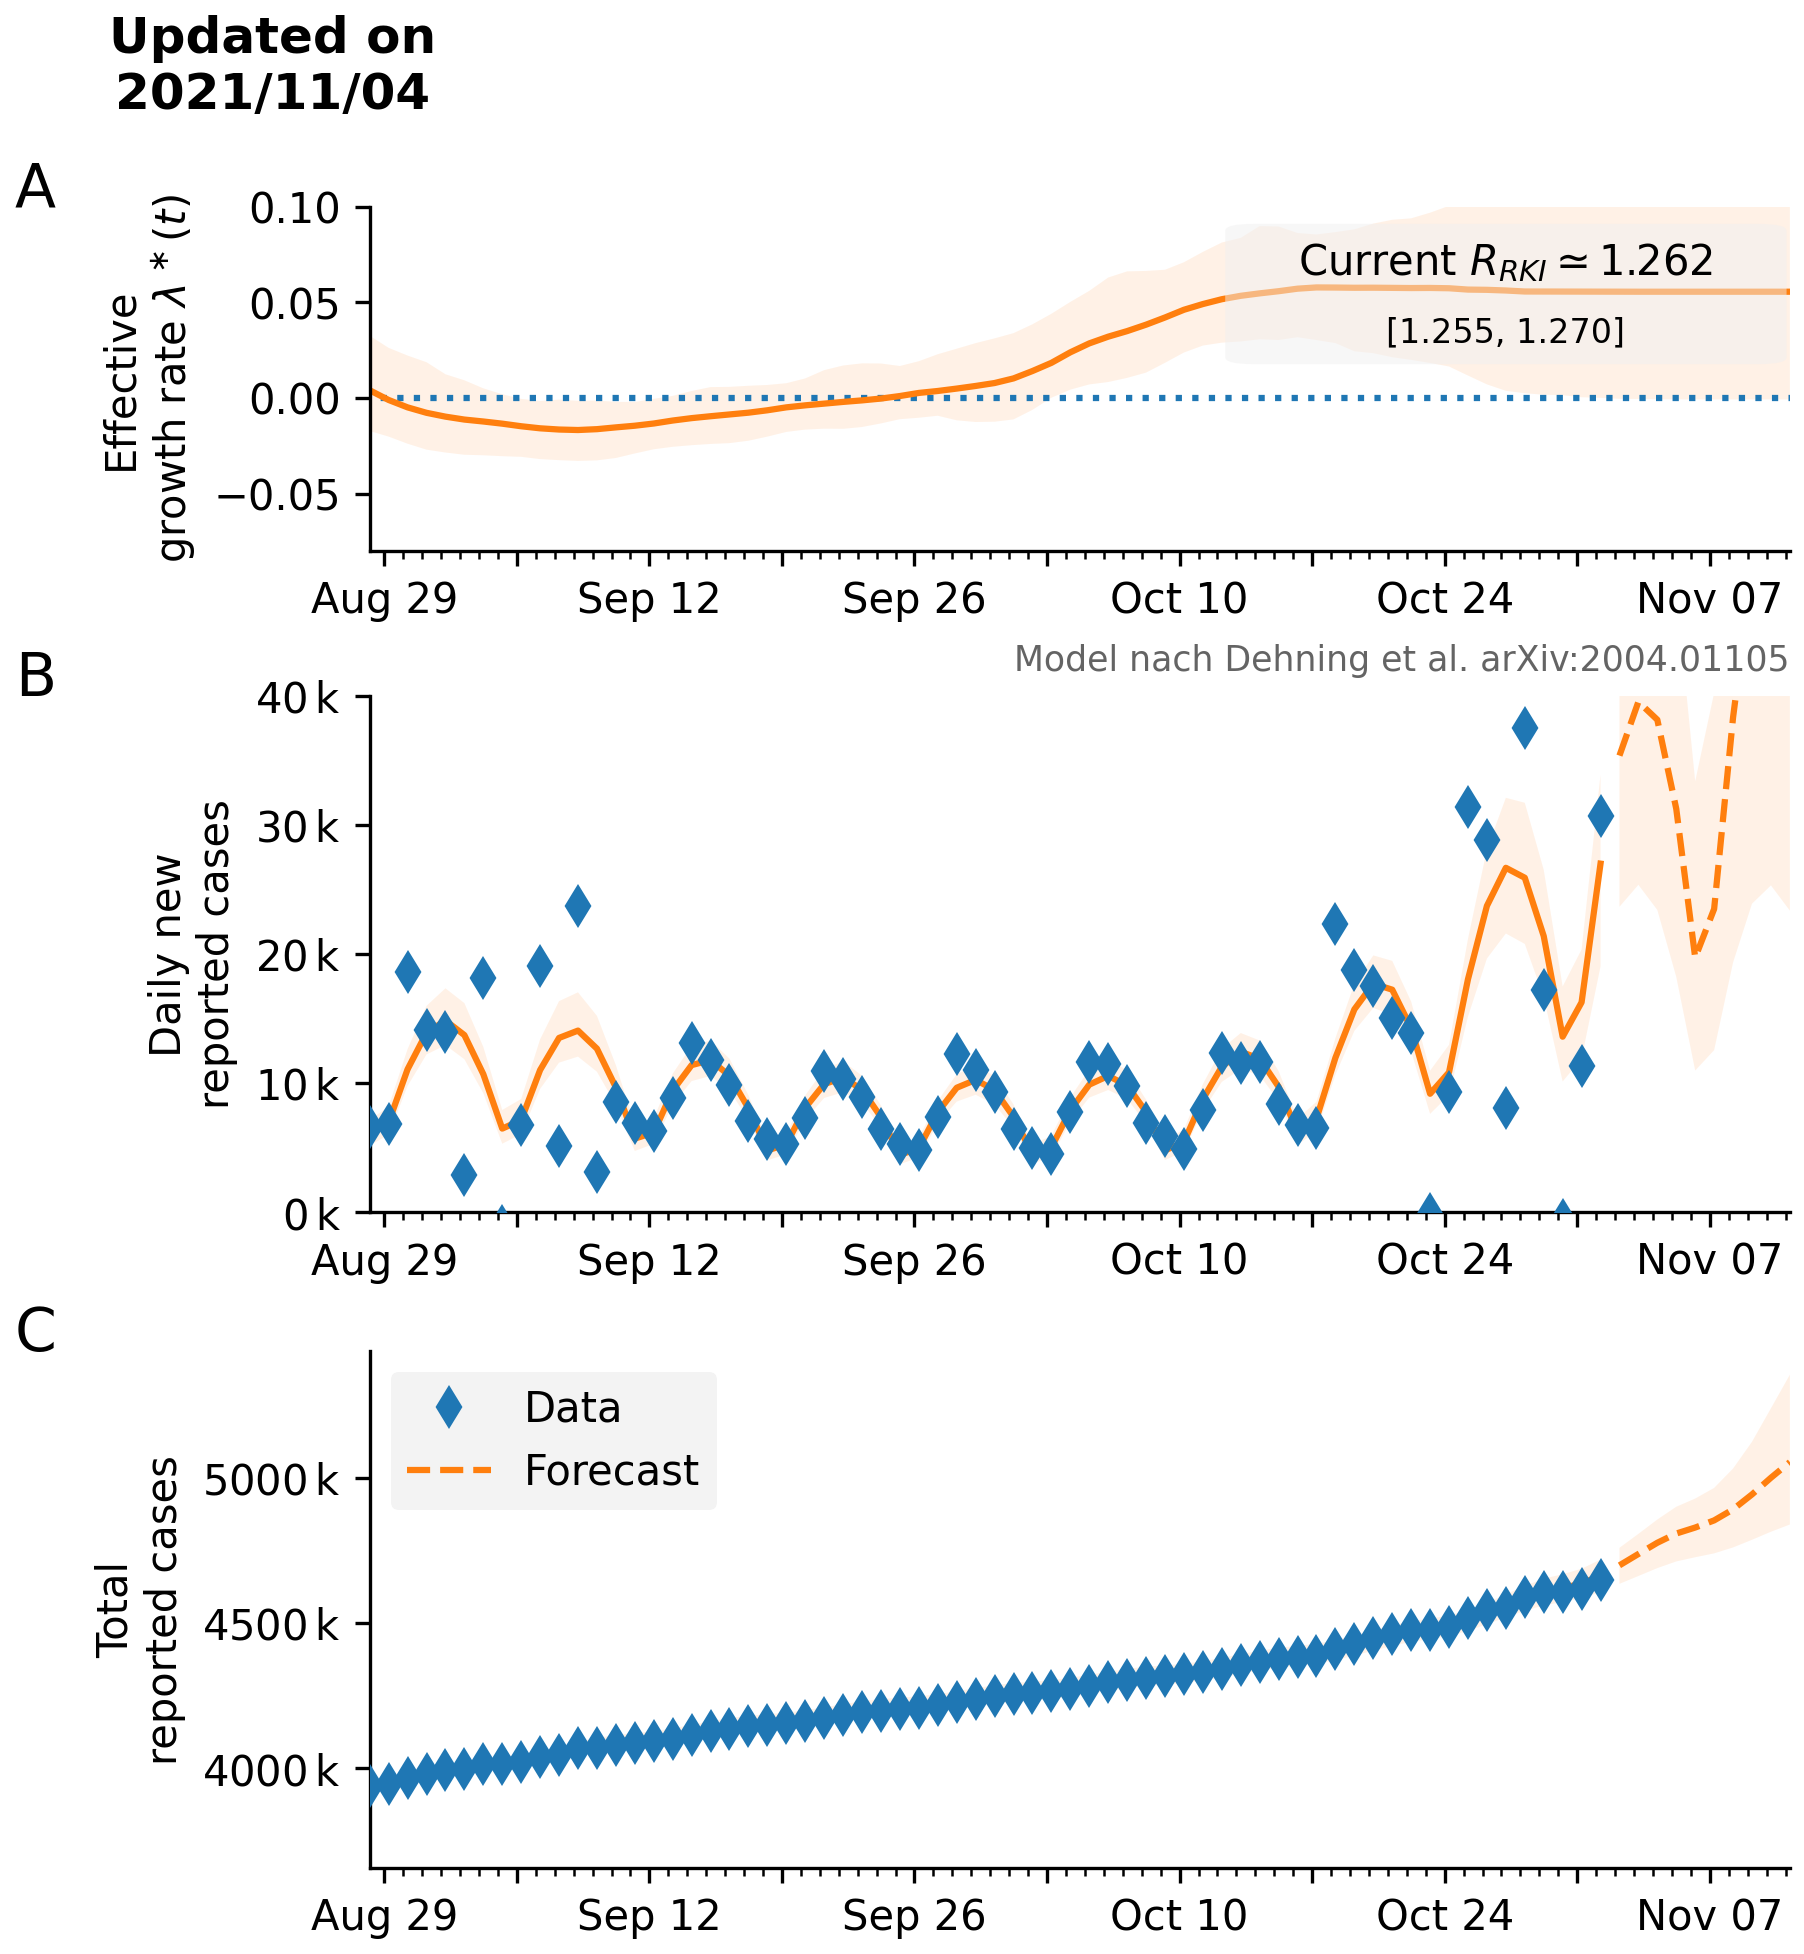 Updated on
2021/11/04
A
Effective
growth rate λ * (t)
0.10
0.05
0.00
−0.05
Current R_RKI ≃ 1.262
[1.255, 1.270]
Aug 29 Sep 12 Sep 26 Oct 10 Oct 24 Nov 07
Model nach Dehning et al. arXiv:2004.01105
B
Daily new
reported cases
40 k
30 k
20 k
10 k
0 k
Aug 29 Sep 12 Sep 26 Oct 10 Oct 24 Nov 07
C
Total
reported cases
5000 k
4500 k
4000 k
Data
Forecast
Aug 29 Sep 12 Sep 26 Oct 10 Oct 24 Nov 07